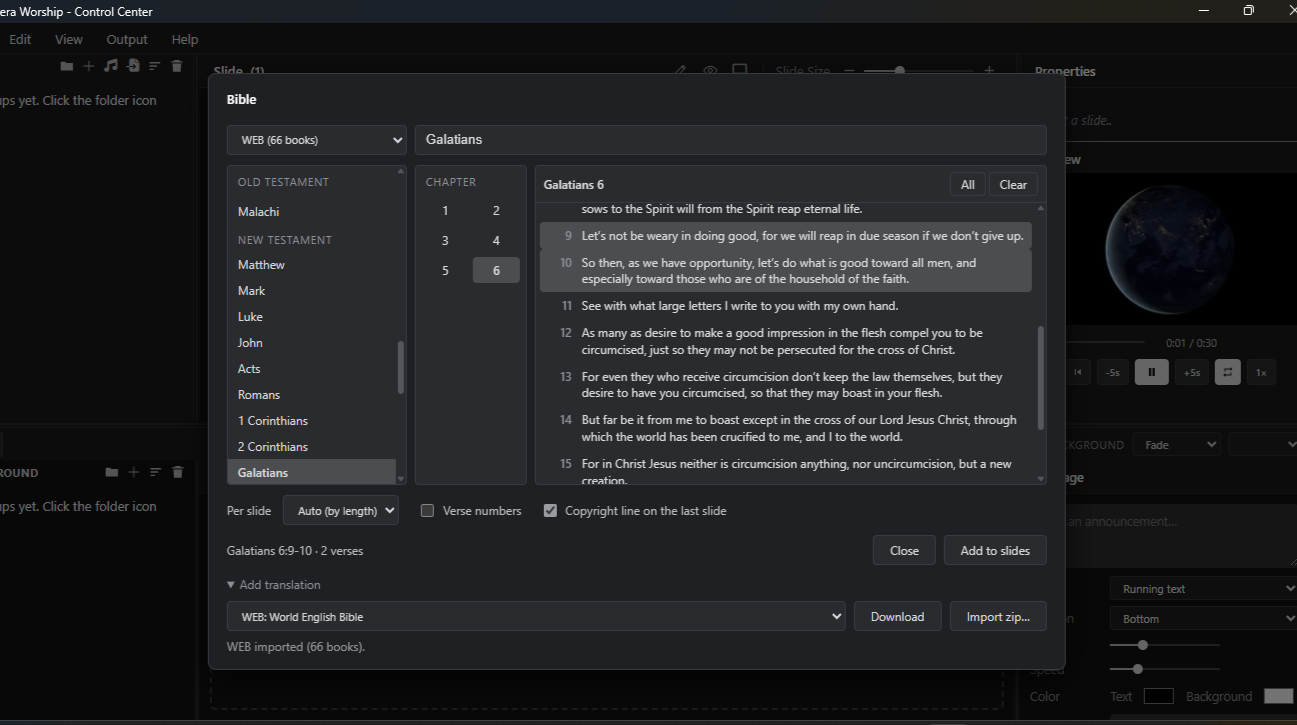 era Worship - Control Center
Edit View Output Help
Slide (1)
Slide Size
Properties
ps yet. Click the folder icon
t a slide..
ew
Bible
WEB (66 books)
Galatians
OLD TESTAMENT
Malachi
NEW TESTAMENT
Matthew
Mark
Luke
John
Acts
Romans
1 Corinthians
2 Corinthians
Galatians
CHAPTER
1 2
3 4
5 6
Galatians 6
All
Clear
sows to the Spirit will from the Spirit reap eternal life.
9 Let's not be weary in doing good, for we will reap in due season if we don't give up.
10 So then, as we have opportunity, let's do what is good toward all men, and
especially toward those who are of the household of the faith.
11 See with what large letters I write to you with my own hand.
12 As many as desire to make a good impression in the flesh compel you to be
circumcised, just so they may not be persecuted for the cross of Christ.
13 For even they who receive circumcision don't keep the law themselves, but they
desire to have you circumcised, so that they may boast in your flesh.
14 But far be it from me to boast except in the cross of our Lord Jesus Christ, through
which the world has been crucified to me, and I to the world.
15 For in Christ Jesus neither is circumcision anything, nor uncircumcision, but a new
creation.
Per slide
Auto (by length)
Verse numbers
Copyright line on the last slide
Galatians 6:9-10 · 2 verses
Close
Add to slides
Add translation
WEB: World English Bible
Download
Import zip...
WEB imported (66 books).
0:01 / 0:30
-5s
+5s
1x
KGROUND
Fade
age
an announcement...
Running text
n
Bottom
Speed
Color
Text
Background
ROUND
ps yet. Click the folder icon